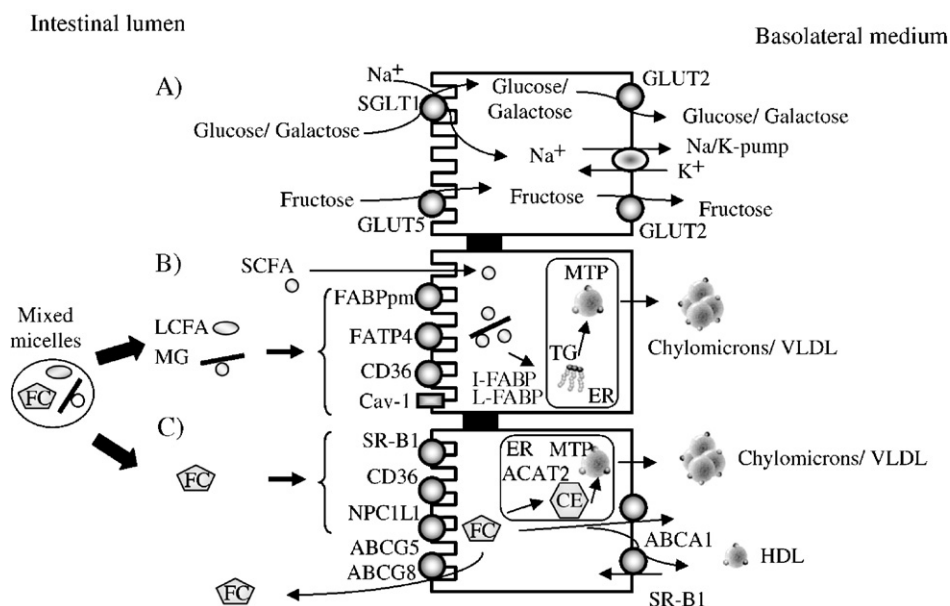 Intestinal lumen
Basolateral medium
A)
Na+
SGLT1
Glucose/ Galactose
Glucose/
Galactose
GLUT2
Glucose/ Galactose
Na+
Na/K-pump
K+
Fructose
GLUT5
Fructose
Fructose
GLUT2
B)
SCFA
Mixed
micelles
FC
LCFA
MG
FABPpm
FATP4
CD36
Cav-1
I-FABP
L-FABP
MTP
TG
ER
Chylomicrons/ VLDL
C)
FC
SR-B1
CD36
NPC1L1
ABCG5
ABCG8
FC
FC
ER
MTP
ACAT2
CE
Chylomicrons/ VLDL
ABCA1
HDL
SR-B1